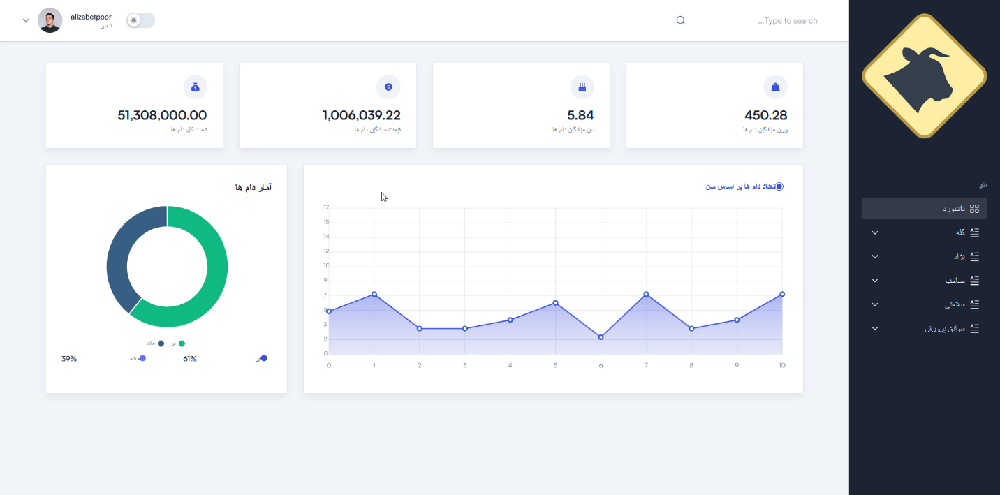 alizabetpoor
ادمین
Type to search...
51,308,000.00
قیمت کل دام ها
1,006,039.22
قیمت میانگین دام ها
5.84
سن میانگین دام ها
450.28
وزن میانگین دام ها
منو
داشبورد
گله
نژاد
صاحب
سلامتی
سوابق پرورش
تعداد دام ها بر اساس سن
17
15
14
12
10
9
7
5
3
2
0
0 1 2 3 4 5 6 7 8 9 10
آمار دام ها
نر ماده
نر 61% ماده 39%